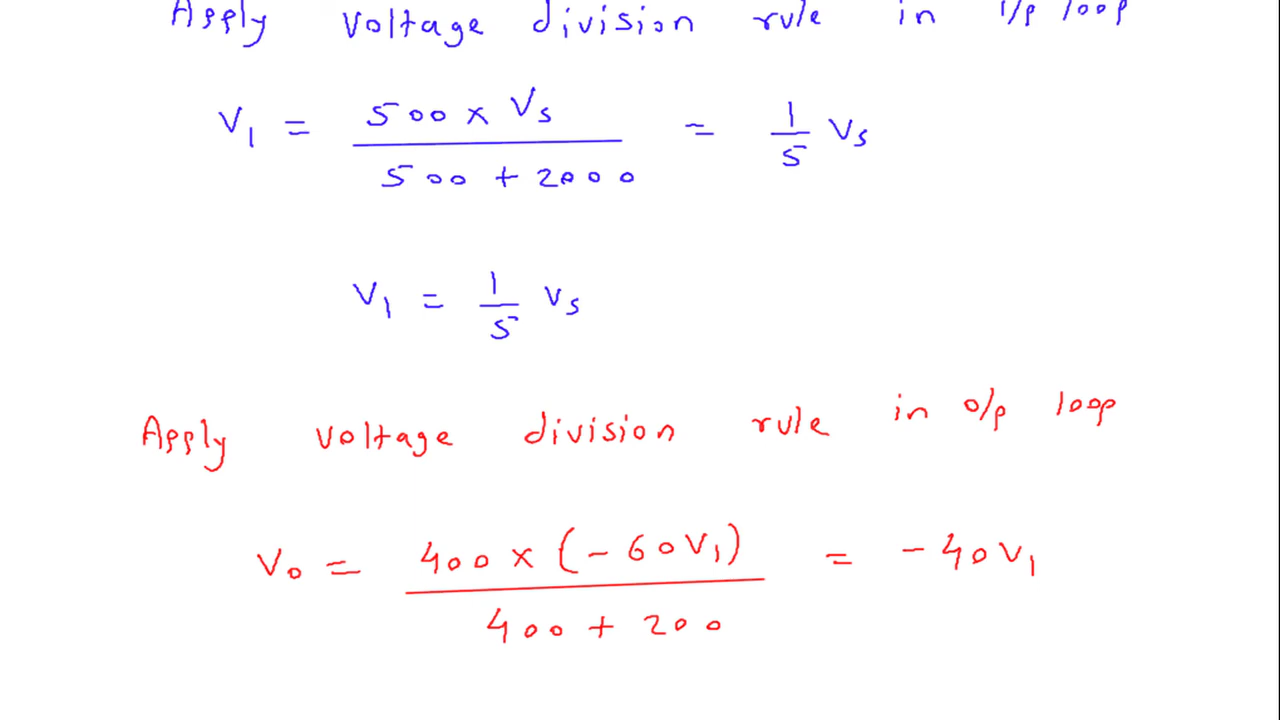 Apply voltage division rule in i/p loop
V1 = 500 x Vs / 500 + 2000 = 1/5 Vs
V1 = 1/5 Vs
Apply voltage division rule in o/p loop
Vo = 400 x (-60V1) / 400 + 200 = -40V1